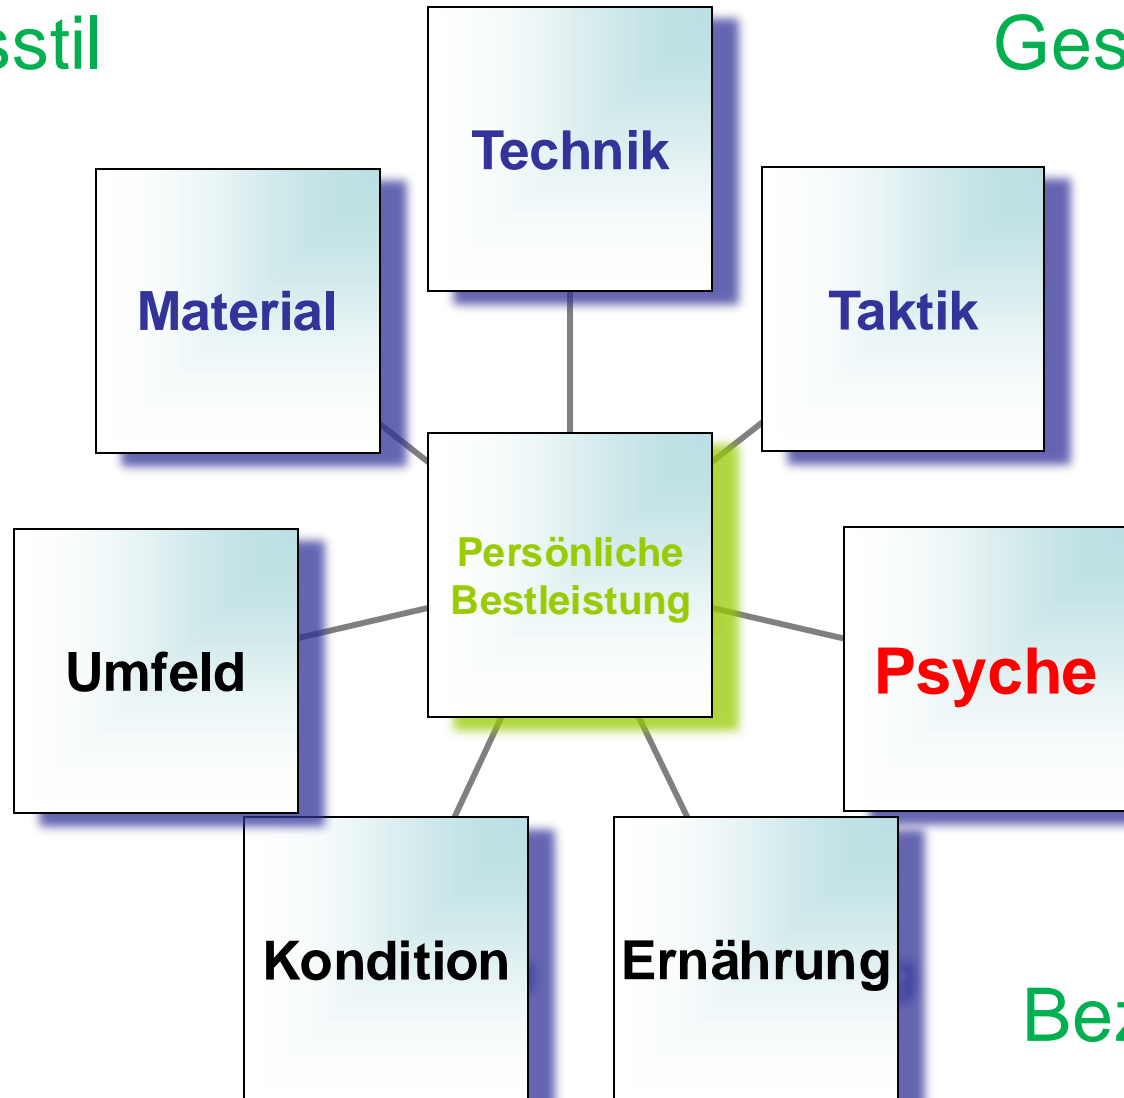 sstil
Ges
Technik
Material
Taktik
Persönliche
Bestleistung
Umfeld
Psyche
Kondition
Ernährung
Bez